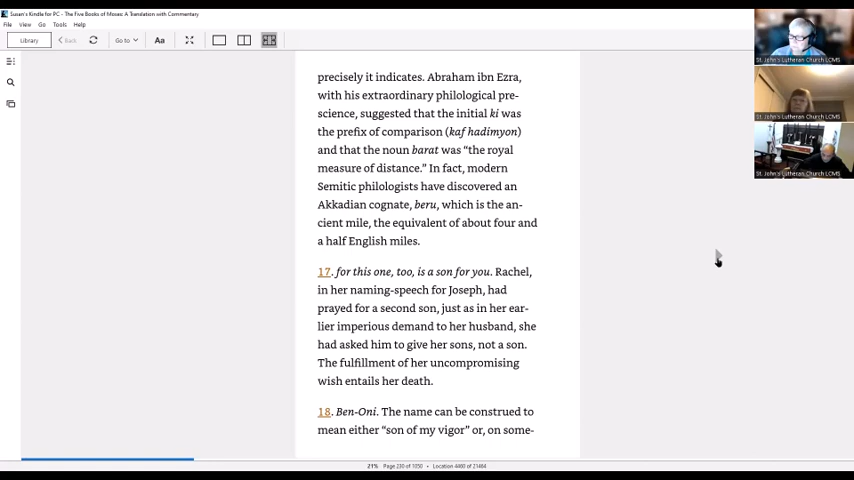 Susan's Kindle for PC - The Five Books of Moses: A Translation with Commentary
File View Go Tools Help
Library
Back
Go to
Aa
precisely it indicates. Abraham ibn Ezra,
with his extraordinary philological pre-
science, suggested that the initial ki was
the prefix of comparison (kaf hadimyon)
and that the noun barat was “the royal
measure of distance.” In fact, modern
Semitic philologists have discovered an
Akkadian cognate, beru, which is the an-
cient mile, the equivalent of about four and
a half English miles.
17. for this one, too, is a son for you. Rachel,
in her naming-speech for Joseph, had
prayed for a second son, just as in her ear-
lier imperious demand to her husband, she
had asked him to give her sons, not a son.
The fulfillment of her uncompromising
wish entails her death.
18. Ben-Oni. The name can be construed to
mean either “son of my vigor” or, on some-
21% Page 230 of 1050 Location 4460 of 21464
St. John's Lutheran Church LCMS
St. John's Lutheran Church LCMS
St. John's Lutheran Church LCMS